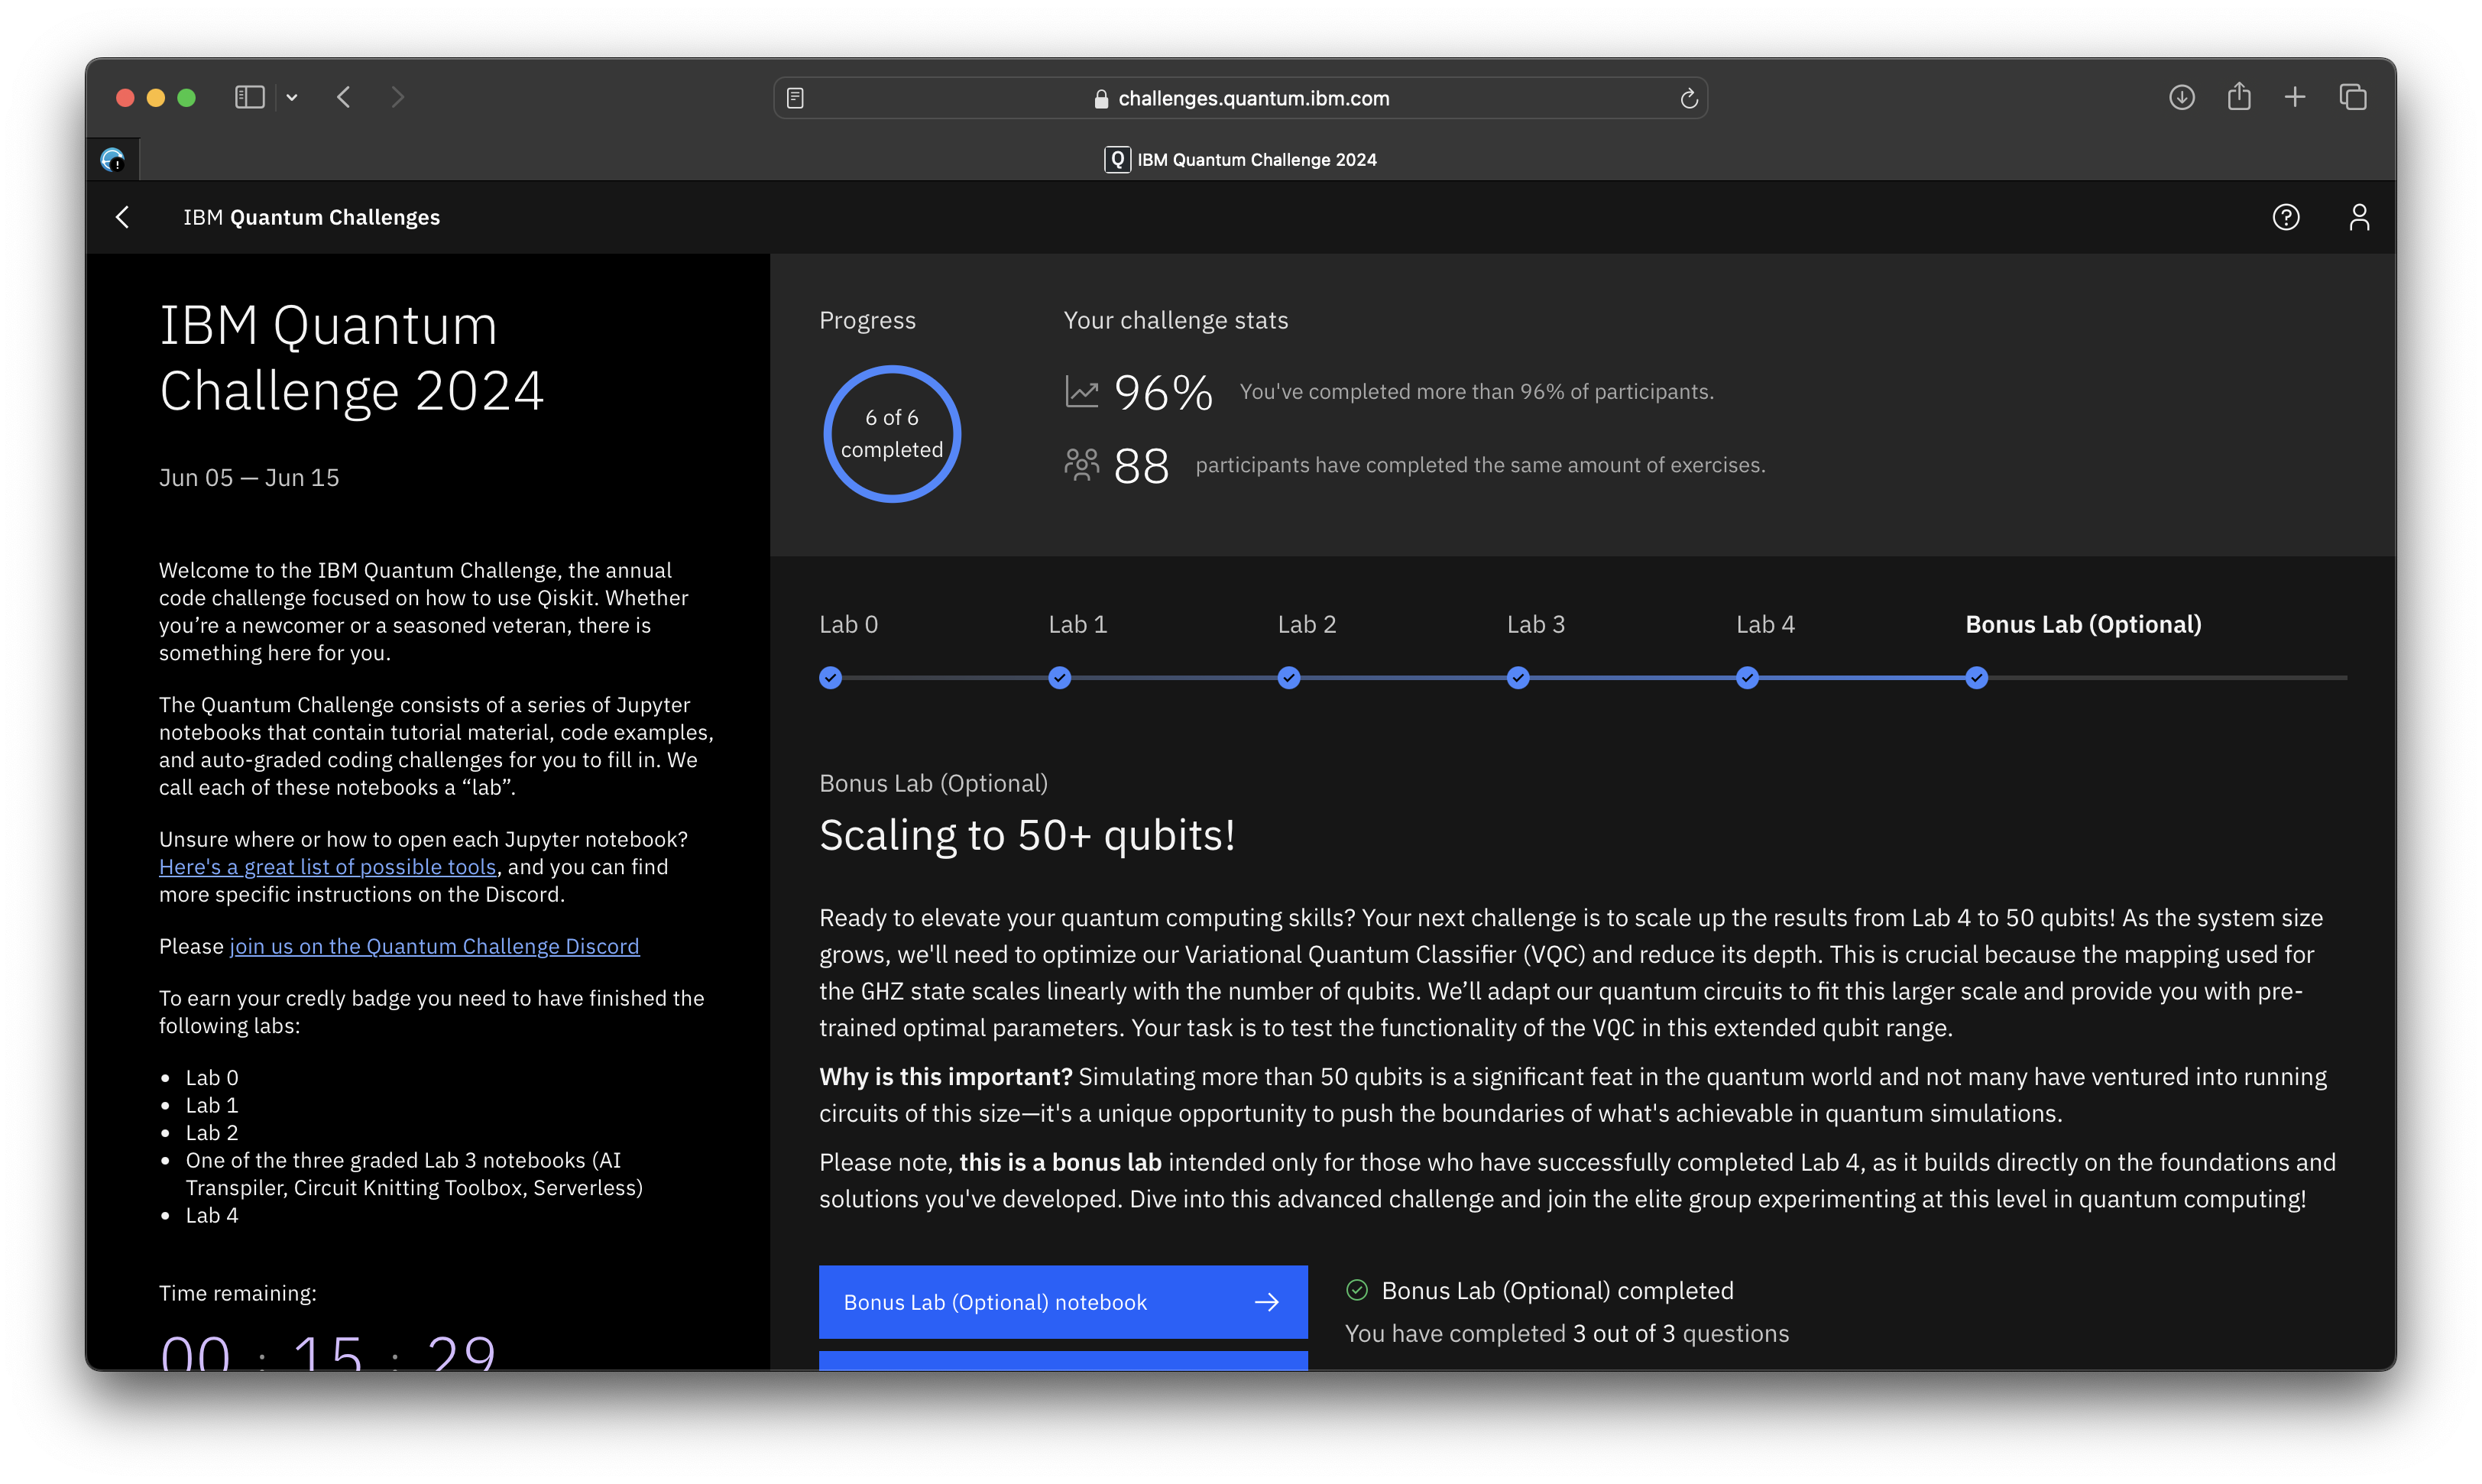 challenges.quantum.ibm.com
Q IBM Quantum Challenge 2024
IBM Quantum Challenges
IBM Quantum
Challenge 2024
Jun 05 — Jun 15
Welcome to the IBM Quantum Challenge, the annual
code challenge focused on how to use Qiskit. Whether
you’re a newcomer or a seasoned veteran, there is
something here for you.
The Quantum Challenge consists of a series of Jupyter
notebooks that contain tutorial material, code examples,
and auto-graded coding challenges for you to fill in. We
call each of these notebooks a “lab”.
Unsure where or how to open each Jupyter notebook?
Here's a great list of possible tools, and you can find
more specific instructions on the Discord.
Please join us on the Quantum Challenge Discord
To earn your credly badge you need to have finished the
following labs:
• Lab 0
• Lab 1
• Lab 2
• One of the three graded Lab 3 notebooks (AI
Transpiler, Circuit Knitting Toolbox, Serverless)
• Lab 4
Time remaining:
00 : 15 : 29
Progress
6 of 6
completed
Your challenge stats
96% You've completed more than 96% of participants.
88 participants have completed the same amount of exercises.
Lab 0 Lab 1 Lab 2 Lab 3 Lab 4 Bonus Lab (Optional)
Bonus Lab (Optional)
Scaling to 50+ qubits!
Ready to elevate your quantum computing skills? Your next challenge is to scale up the results from Lab 4 to 50 qubits! As the system size
grows, we'll need to optimize our Variational Quantum Classifier (VQC) and reduce its depth. This is crucial because the mapping used for
the GHZ state scales linearly with the number of qubits. We’ll adapt our quantum circuits to fit this larger scale and provide you with pre-
trained optimal parameters. Your task is to test the functionality of the VQC in this extended qubit range.
Why is this important? Simulating more than 50 qubits is a significant feat in the quantum world and not many have ventured into running
circuits of this size—it's a unique opportunity to push the boundaries of what's achievable in quantum simulations.
Please note, this is a bonus lab intended only for those who have successfully completed Lab 4, as it builds directly on the foundations and
solutions you've developed. Dive into this advanced challenge and join the elite group experimenting at this level in quantum computing!
Bonus Lab (Optional) notebook
Bonus Lab (Optional) completed
You have completed 3 out of 3 questions